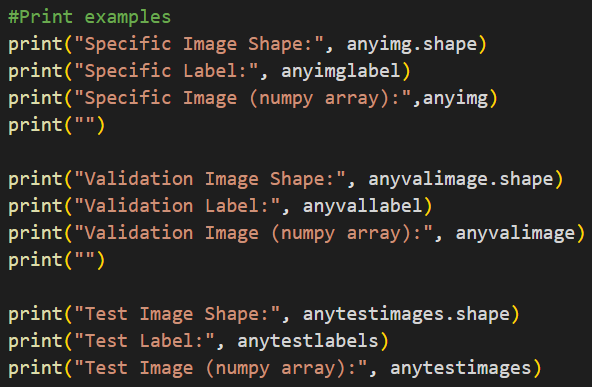 #Print examples
print("Specific Image Shape:", anyimg.shape)
print("Specific Label:", anyimglabel)
print("Specific Image (numpy array):",anyimg)
print("")
print("Validation Image Shape:", anyvalimage.shape)
print("Validation Label:", anyvallabel)
print("Validation Image (numpy array):", anyvalimage)
print("")
print("Test Image Shape:", anytestimages.shape)
print("Test Label:", anytestlabels)
print("Test Image (numpy array):", anytestimages)